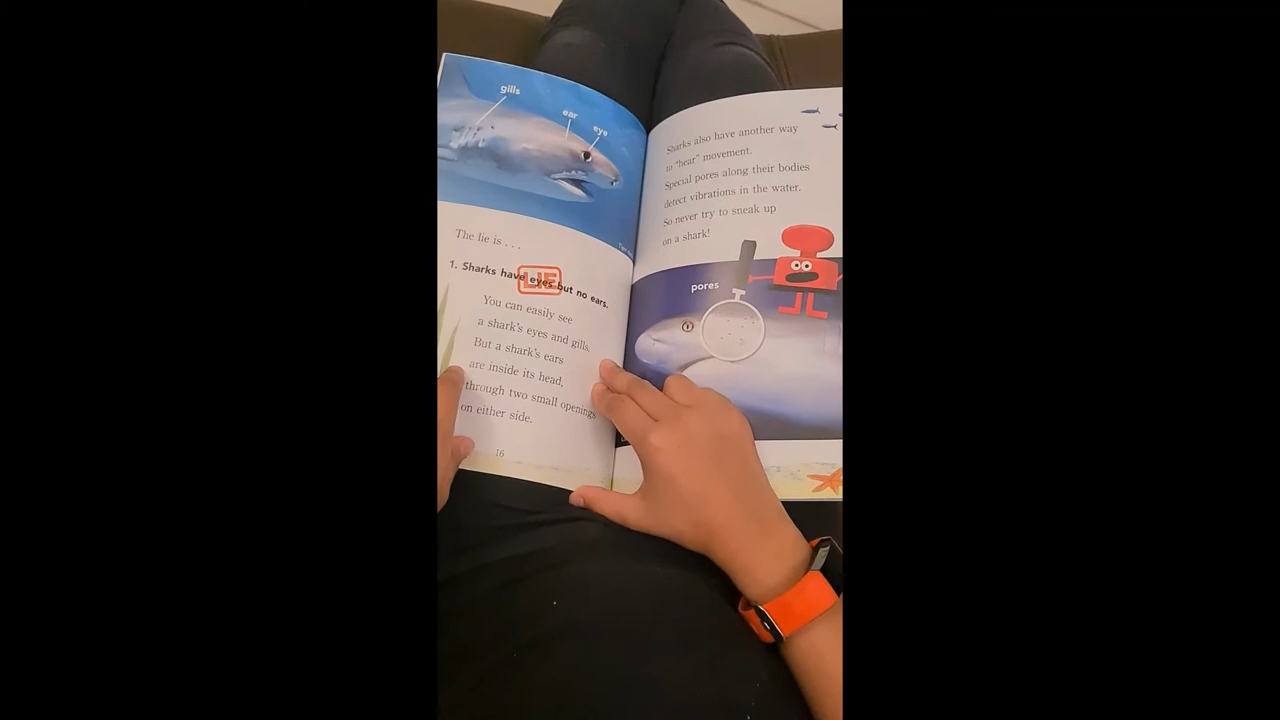 gills
ear
eye
The lie is . . .
1. Sharks have eyes but no ears.
LIE
You can easily see
a shark's eyes and gills.
But a shark's ears
are inside its head,
through two small openings
on either side.
16
Sharks also have another way
to "hear" movement.
Special pores along their bodies
detect vibrations in the water.
So never try to sneak up
on a shark!
pores